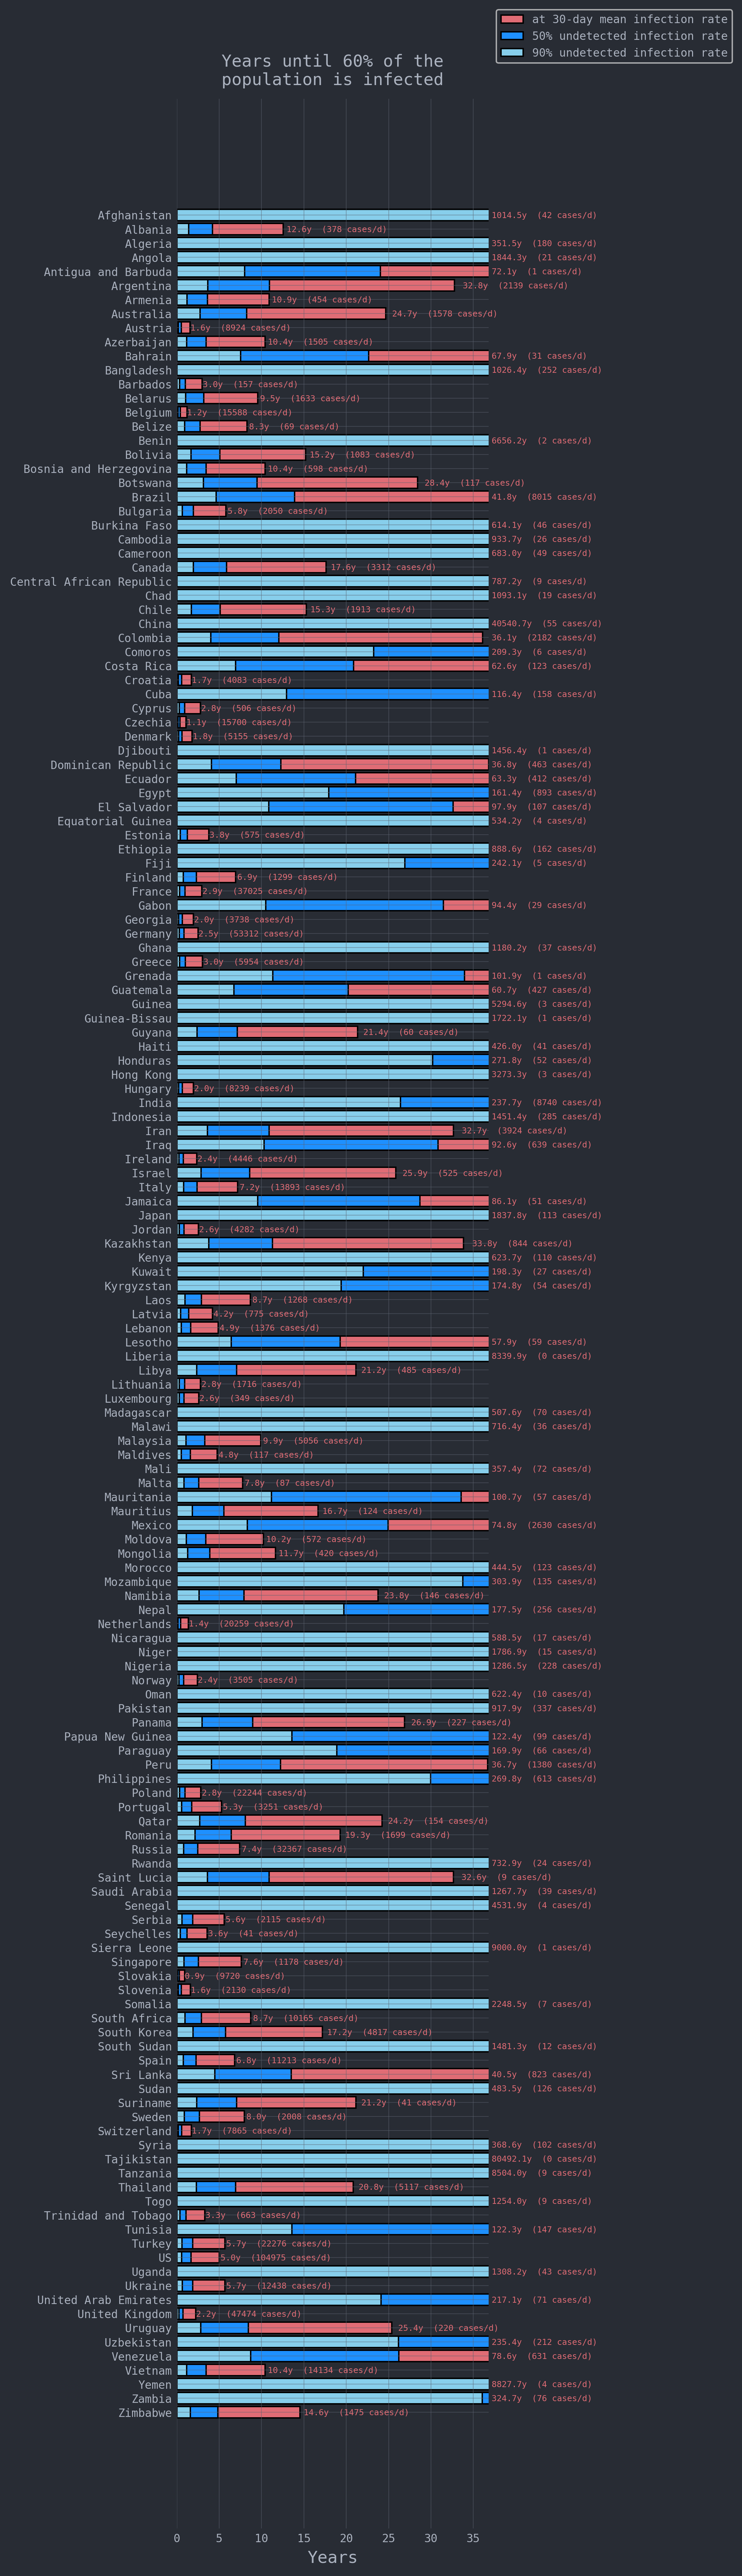 at 30-day mean infection rate
50% undetected infection rate
90% undetected infection rate
Years until 60% of the
population is infected
Afghanistan 1014.5y (42 cases/d)
Albania 12.6y (378 cases/d)
Algeria 351.5y (180 cases/d)
Angola 1844.3y (21 cases/d)
Antigua and Barbuda 72.1y (1 cases/d)
Argentina 32.8y (2139 cases/d)
Armenia 10.9y (454 cases/d)
Australia 24.7y (1578 cases/d)
Austria 1.6y (8924 cases/d)
Azerbaijan 10.4y (1505 cases/d)
Bahrain 67.9y (31 cases/d)
Bangladesh 1026.4y (252 cases/d)
Barbados 3.0y (157 cases/d)
Belarus 9.5y (1633 cases/d)
Belgium 1.2y (15588 cases/d)
Belize 8.3y (69 cases/d)
Benin 6656.2y (2 cases/d)
Bolivia 15.2y (1083 cases/d)
Bosnia and Herzegovina 10.4y (598 cases/d)
Botswana 28.4y (117 cases/d)
Brazil 41.8y (8015 cases/d)
Bulgaria 5.8y (2050 cases/d)
Burkina Faso 614.1y (46 cases/d)
Cambodia 933.7y (26 cases/d)
Cameroon 683.0y (49 cases/d)
Canada 17.6y (3312 cases/d)
Central African Republic 787.2y (9 cases/d)
Chad 1093.1y (19 cases/d)
Chile 15.3y (1913 cases/d)
China 40540.7y (55 cases/d)
Colombia 36.1y (2182 cases/d)
Comoros 209.3y (6 cases/d)
Costa Rica 62.6y (123 cases/d)
Croatia 1.7y (4083 cases/d)
Cuba 116.4y (158 cases/d)
Cyprus 2.8y (506 cases/d)
Czechia 1.1y (15700 cases/d)
Denmark 1.8y (5155 cases/d)
Djibouti 1456.4y (1 cases/d)
Dominican Republic 36.8y (463 cases/d)
Ecuador 63.3y (412 cases/d)
Egypt 161.4y (893 cases/d)
El Salvador 97.9y (107 cases/d)
Equatorial Guinea 534.2y (4 cases/d)
Estonia 3.8y (575 cases/d)
Ethiopia 888.6y (162 cases/d)
Fiji 242.1y (5 cases/d)
Finland 6.9y (1299 cases/d)
France 2.9y (37025 cases/d)
Gabon 94.4y (29 cases/d)
Georgia 2.0y (3738 cases/d)
Germany 2.5y (53312 cases/d)
Ghana 1180.2y (37 cases/d)
Greece 3.0y (5954 cases/d)
Grenada 101.9y (1 cases/d)
Guatemala 60.7y (427 cases/d)
Guinea 5294.6y (3 cases/d)
Guinea-Bissau 1722.1y (1 cases/d)
Guyana 21.4y (60 cases/d)
Haiti 426.0y (41 cases/d)
Honduras 271.8y (52 cases/d)
Hong Kong 3273.3y (3 cases/d)
Hungary 2.0y (8239 cases/d)
India 237.7y (8740 cases/d)
Indonesia 1451.4y (285 cases/d)
Iran 32.7y (3924 cases/d)
Iraq 92.6y (639 cases/d)
Ireland 2.4y (4446 cases/d)
Israel 25.9y (525 cases/d)
Italy 7.2y (13893 cases/d)
Jamaica 86.1y (51 cases/d)
Japan 1837.8y (113 cases/d)
Jordan 2.6y (4282 cases/d)
Kazakhstan 33.8y (844 cases/d)
Kenya 623.7y (110 cases/d)
Kuwait 198.3y (27 cases/d)
Kyrgyzstan 174.8y (54 cases/d)
Laos 8.7y (1268 cases/d)
Latvia 4.2y (775 cases/d)
Lebanon 4.9y (1376 cases/d)
Lesotho 57.9y (59 cases/d)
Liberia 8339.9y (0 cases/d)
Libya 21.2y (485 cases/d)
Lithuania 2.8y (1716 cases/d)
Luxembourg 2.6y (349 cases/d)
Madagascar 507.6y (70 cases/d)
Malawi 716.4y (36 cases/d)
Malaysia 9.9y (5056 cases/d)
Maldives 4.8y (117 cases/d)
Mali 357.4y (72 cases/d)
Malta 7.8y (87 cases/d)
Mauritania 100.7y (57 cases/d)
Mauritius 16.7y (124 cases/d)
Mexico 74.8y (2630 cases/d)
Moldova 10.2y (572 cases/d)
Mongolia 11.7y (420 cases/d)
Morocco 444.5y (123 cases/d)
Mozambique 303.9y (135 cases/d)
Namibia 23.8y (146 cases/d)
Nepal 177.5y (256 cases/d)
Netherlands 1.4y (20259 cases/d)
Nicaragua 588.5y (17 cases/d)
Niger 1786.9y (15 cases/d)
Nigeria 1286.5y (228 cases/d)
Norway 2.4y (3505 cases/d)
Oman 622.4y (10 cases/d)
Pakistan 917.9y (337 cases/d)
Panama 26.9y (227 cases/d)
Papua New Guinea 122.4y (99 cases/d)
Paraguay 169.9y (66 cases/d)
Peru 36.7y (1380 cases/d)
Philippines 269.8y (613 cases/d)
Poland 2.8y (22244 cases/d)
Portugal 5.3y (3251 cases/d)
Qatar 24.2y (154 cases/d)
Romania 19.3y (1699 cases/d)
Russia 7.4y (32367 cases/d)
Rwanda 732.9y (24 cases/d)
Saint Lucia 32.6y (9 cases/d)
Saudi Arabia 1267.7y (39 cases/d)
Senegal 4531.9y (4 cases/d)
Serbia 5.6y (2115 cases/d)
Seychelles 3.6y (41 cases/d)
Sierra Leone 9000.0y (1 cases/d)
Singapore 7.6y (1178 cases/d)
Slovakia 0.9y (9720 cases/d)
Slovenia 1.6y (2130 cases/d)
Somalia 2248.5y (7 cases/d)
South Africa 8.7y (10165 cases/d)
South Korea 17.2y (4817 cases/d)
South Sudan 1481.3y (12 cases/d)
Spain 6.8y (11213 cases/d)
Sri Lanka 40.5y (823 cases/d)
Sudan 483.5y (126 cases/d)
Suriname 21.2y (41 cases/d)
Sweden 8.0y (2008 cases/d)
Switzerland 1.7y (7865 cases/d)
Syria 368.6y (102 cases/d)
Tajikistan 80492.1y (0 cases/d)
Tanzania 8504.0y (9 cases/d)
Thailand 20.8y (5117 cases/d)
Togo 1254.0y (9 cases/d)
Trinidad and Tobago 3.3y (663 cases/d)
Tunisia 122.3y (147 cases/d)
Turkey 5.7y (22276 cases/d)
US 5.0y (104975 cases/d)
Uganda 1308.2y (43 cases/d)
Ukraine 5.7y (12438 cases/d)
United Arab Emirates 217.1y (71 cases/d)
United Kingdom 2.2y (47474 cases/d)
Uruguay 25.4y (220 cases/d)
Uzbekistan 235.4y (212 cases/d)
Venezuela 78.6y (631 cases/d)
Vietnam 10.4y (14134 cases/d)
Yemen 8827.7y (4 cases/d)
Zambia 324.7y (76 cases/d)
Zimbabwe 14.6y (1475 cases/d)
0 5 10 15 20 25 30 35
Years